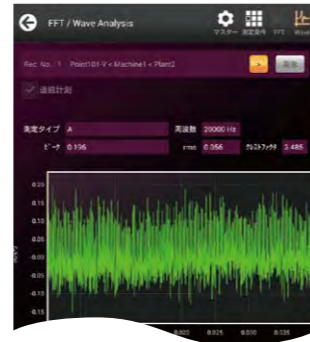 FFT / Wave Analysis
マスター 測定条件 FFT Wave
Rec. No. 1 Point101-V < Machine1 < Plant2
連続計測
測定タイプ A 周波数 20000 Hz
ピーク 0.196 rms 0.056 クレストファクタ 3.485
0.20
0.15
0.10
0.05
0.00
-0.05
-0.10
-0.15
0.020 0.025 0.030 0.035